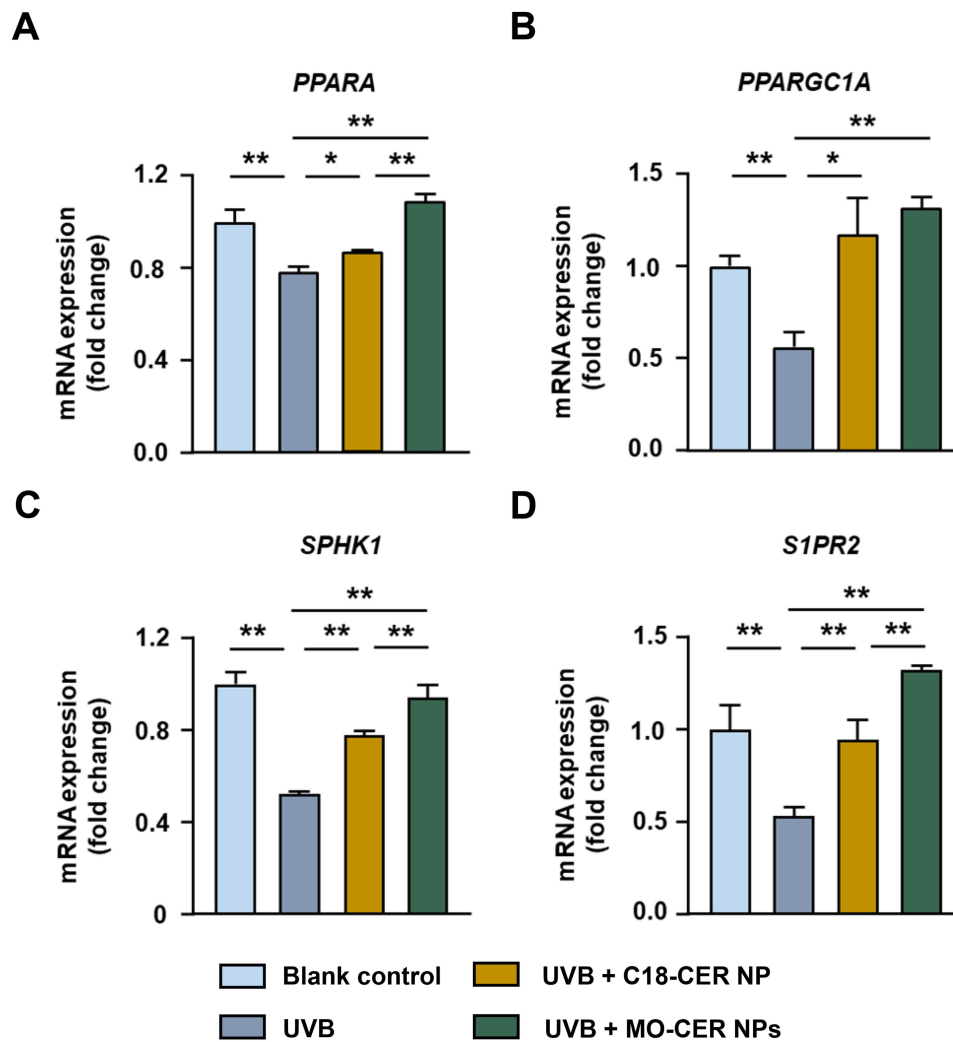 A
PPARA
**
** * **
1.2
0.8
0.4
0.0
mRNA expression
(fold change)
B
PPARGC1A
**
** *
1.5
1.0
0.5
0.0
mRNA expression
(fold change)
C
SPHK1
**
** ** **
1.2
0.8
0.4
0
mRNA expression
(fold change)
D
S1PR2
**
** ** **
1.5
1.0
0.5
0.0
mRNA expression
(fold change)
Blank control
UVB + C18-CER NP
UVB
UVB + MO-CER NPs